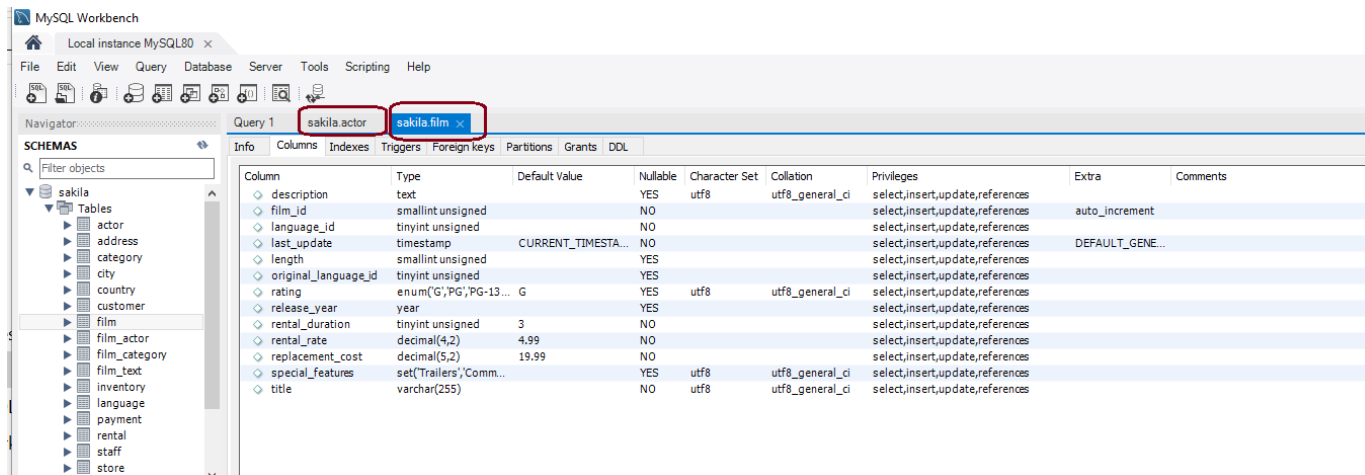 MySQL Workbench
Local instance MySQL80 ×
File Edit View Query Database Server Tools Scripting Help
Navigator
SCHEMAS
Filter objects
sakila
Tables
actor
address
category
city
country
customer
film
film_actor
film_category
film_text
inventory
language
payment
rental
staff
store
Query 1 sakila.actor sakila.film ×
Info Columns Indexes Triggers Foreign keys Partitions Grants DDL
Column Type Default Value Nullable Character Set Collation Privileges Extra Comments
description text YES utf8 utf8_general_ci select,insert,update,references
film_id smallint unsigned NO select,insert,update,references auto_increment
language_id tinyint unsigned NO select,insert,update,references
last_update timestamp CURRENT_TIMESTA... NO select,insert,update,references DEFAULT_GENE...
length smallint unsigned YES select,insert,update,references
original_language_id tinyint unsigned YES select,insert,update,references
rating enum('G','PG','PG-13... G YES utf8 utf8_general_ci select,insert,update,references
release_year year YES select,insert,update,references
rental_duration tinyint unsigned 3 NO select,insert,update,references
rental_rate decimal(4,2) 4.99 NO select,insert,update,references
replacement_cost decimal(5,2) 19.99 NO select,insert,update,references
special_features set('Trailers','Comm... YES utf8 utf8_general_ci select,insert,update,references
title varchar(255) NO utf8 utf8_general_ci select,insert,update,references